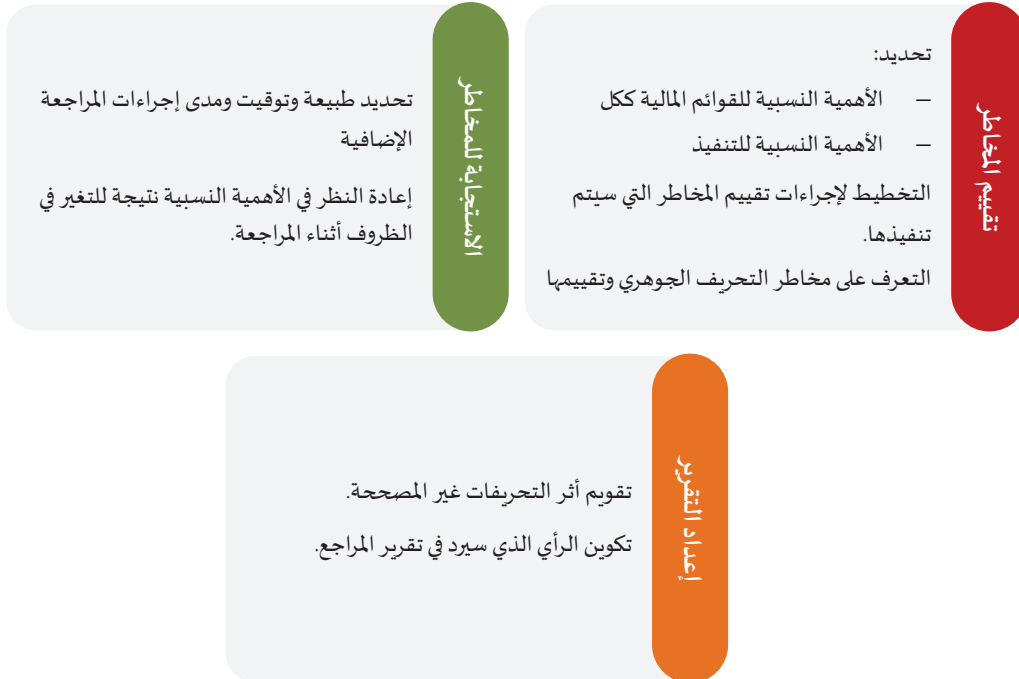 تقييم المخاطر
تحديد:
– الأهمية النسبية للقوائم المالية ككل
– الأهمية النسبية للتنفيذ
التخطيط لإجراءات تقييم المخاطر التي سيتم
تنفيذها.
التعرف على مخاطر التحريف الجوهري وتقييمها
الاستجابة للمخاطر
تحديد طبيعة وتوقيت ومدى إجراءات المراجعة
الإضافية
إعادة النظر في الأهمية النسبية نتيجة للتغير في
الظروف أثناء المراجعة.
إعداد التقرير
تقويم أثر التحريفات غير المصححة.
تكوين الرأي الذي سيرد في تقرير المراجع.